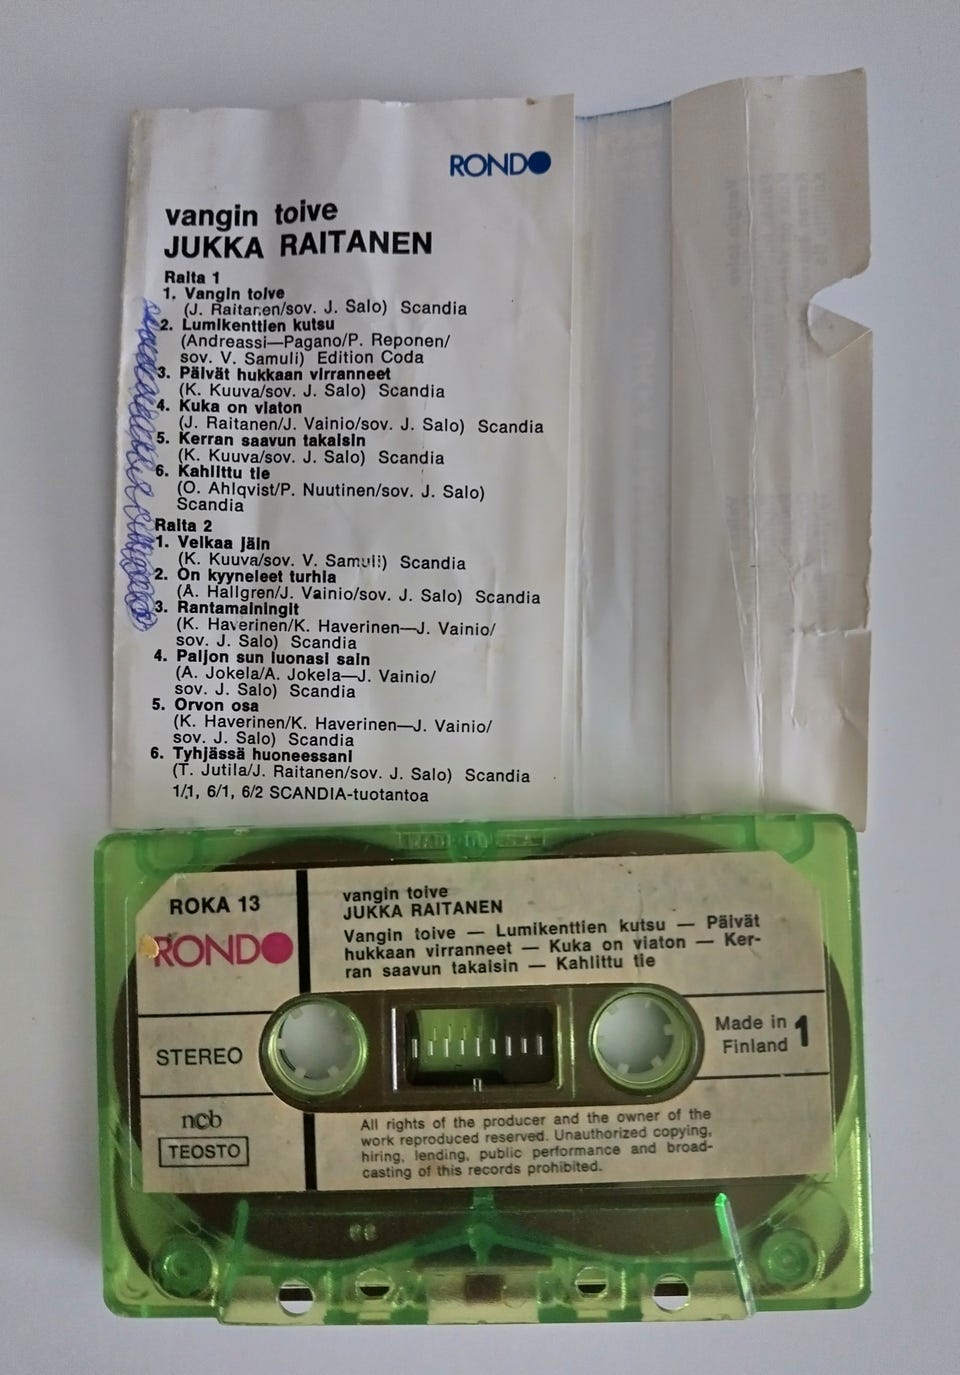 RONDO
vangin toive
JUKKA RAITANEN
Raita 1
1. Vangin toive
(J. Raitanen/sov. J. Salo) Scandia
2. Lumikenttien kutsu
(Andreassi—Pagano/P. Reponen/
sov. V. Samuli) Edition Coda
3. Päivät hukkaan virranneet
(K. Kuuva/sov. J. Salo) Scandia
4. Kuka on viaton
(J. Raitanen/J. Vainio/sov. J. Salo) Scandia
5. Kerran saavun takaisin
(K. Kuuva/sov. J. Salo) Scandia
6. Kahlittu tie
(O. Ahlqvist/P. Nuutinen/sov. J. Salo)
Scandia
Raita 2
1. Velkaa jäin
(K. Kuuva/sov. V. Samuli) Scandia
2. On kyyneleet turhia
(A. Hallgren/J. Vainio/sov. J. Salo) Scandia
3. Rantamainingit
(K. Haverinen/K. Haverinen—J. Vainio/
sov. J. Salo) Scandia
4. Paljon sun luonasi sain
(A. Jokela/A. Jokela—J. Vainio/
sov. J. Salo) Scandia
5. Orvon osa
(K. Haverinen/K. Haverinen—J. Vainio/
sov. J. Salo) Scandia
6. Tyhjässä huoneessani
(T. Jutila/J. Raitanen/sov. J. Salo) Scandia
1/1, 6/1, 6/2 SCANDIA-tuotantoa
ROKA 13
RONDO
vangin toive
JUKKA RAITANEN
Vangin toive — Lumikenttien kutsu — Päivät
hukkaan virranneet — Kuka on viaton — Ker-
ran saavun takaisin — Kahlittu tie
STEREO
Made in
Finland
1
ncb
TEOSTO
All rights of the producer and the owner of the
work reproduced reserved. Unauthorized copying,
hiring, lending, public performance and broad-
casting of this records prohibited.